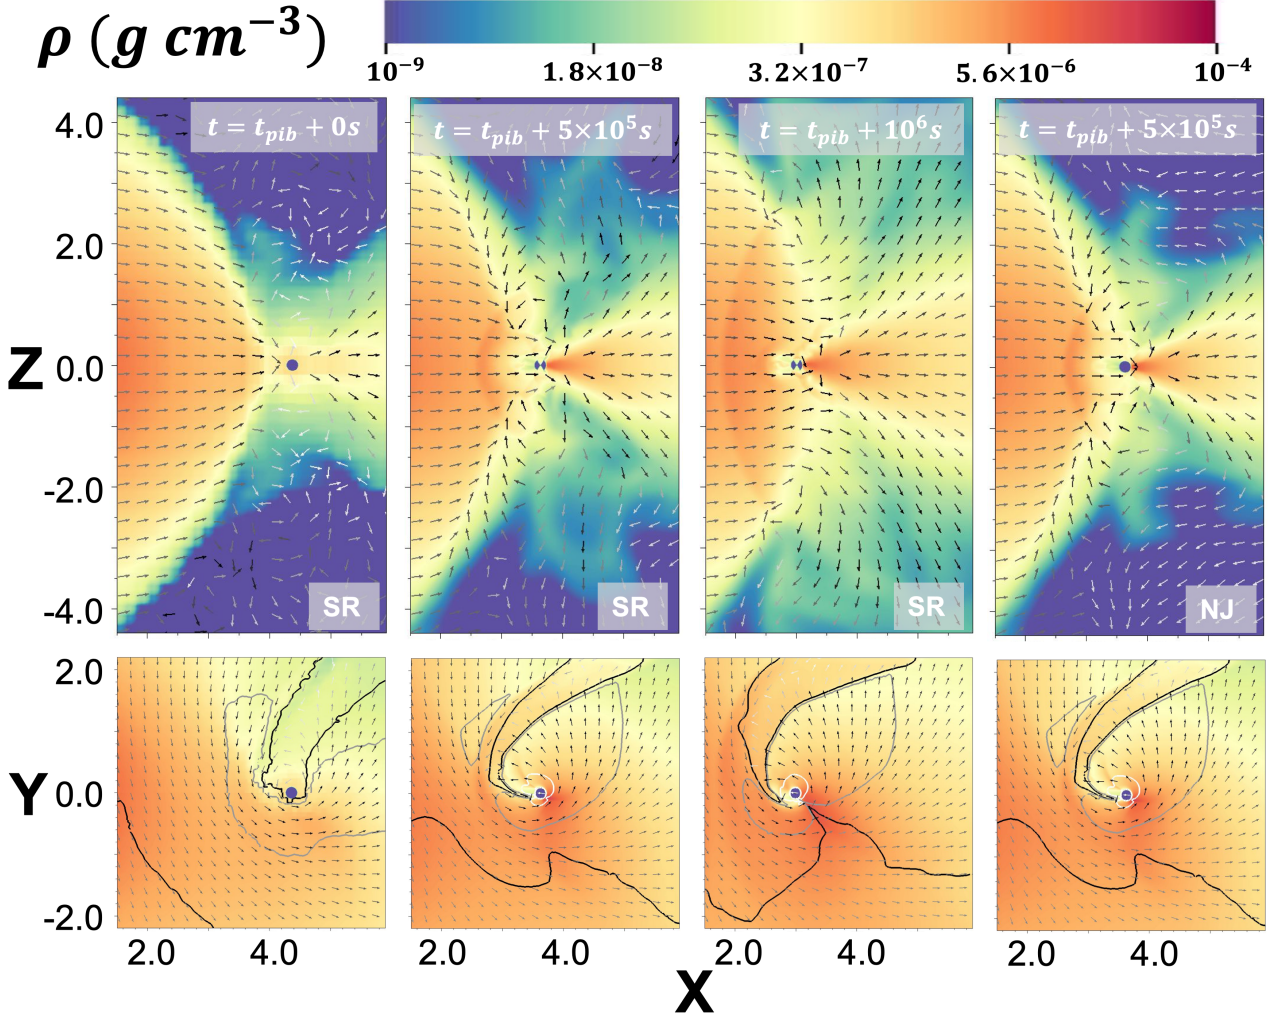 ρ (g cm⁻³)
10⁻⁹ 1.8×10⁻⁸ 3.2×10⁻⁷ 5.6×10⁻⁶ 10⁻⁴
t = t_pib + 0s t = t_pib + 5×10⁵s t = t_pib + 10⁶s t = t_pib + 5×10⁵s
4.0
2.0
Z 0.0
-2.0
-4.0
SR SR SR NJ
2.0
Y 0.0
-2.0
2.0 4.0 2.0 4.0 2.0 4.0 2.0 4.0
X